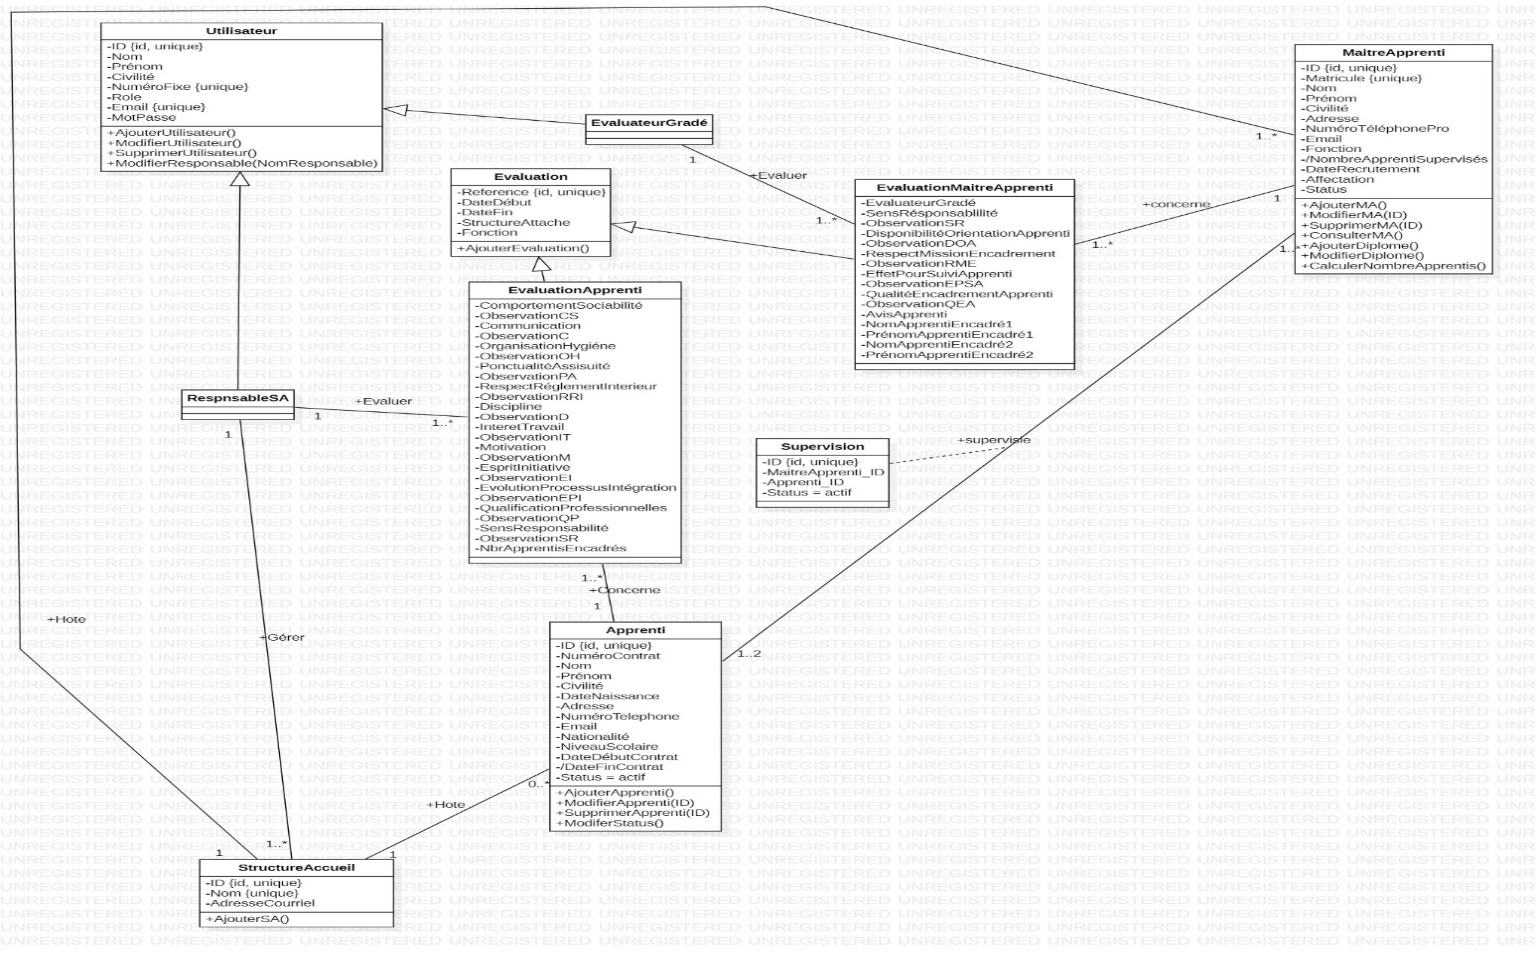 Utilisateur
-ID {id, unique}
-Nom
-Prénom
-Civilité
-NuméroFixe {unique}
-Role
-Email {unique}
-MotPasse
+AjouterUtilisateur()
+ModifierUtilisateur()
+SupprimerUtilisateur()
+ModifierResponsable(NomResponsable)
EvaluateurGradé
1
+Evaluer
1..*
MaitreApprenti
-ID {id, unique}
-Matricule {unique}
-Nom
-Prénom
-Civilité
-Adresse
-NuméroTéléphonePro
-Email
-Fonction
-/NombreApprentiSupervisés
-DateRecrutement
-Affectation
-Status
+AjouterMA()
+ModifierMA(ID)
+SupprimerMA(ID)
+ConsulterMA()
+AjouterDiplome()
+ModifierDiplome()
+CalculerNombreApprentis()
1..*
+concerne
1
1..*
1..*
Evaluation
-Reference {id, unique}
-DateDébut
-DateFin
-StructureAttache
-Fonction
+AjouterEvaluation()
EvaluationMaitreApprenti
-EvaluateurGradé
-SensRésponsablilité
-ObservationSR
-DisponibilitéOrientationApprenti
-ObservationDOA
-RespectMissionEncadrement
-ObservationRME
-EffetPourSuiviApprenti
-ObservationEPSA
-QualitéEncadrementApprenti
-ObservationQEA
-AvisApprenti
-NomApprentiEncadré1
-PrénomApprentiEncadré1
-NomApprentiEncadré2
-PrénomApprentiEncadré2
EvaluationApprenti
-ComportementSociabilité
-ObservationCS
-Communication
-ObservationC
-OrganisationHygiéne
-ObservationOH
-PonctualitéAssisuité
-ObservationPA
-RespectRéglementInterieur
-ObservationRRI
-Discipline
-ObservationD
-InteretTravail
-ObservationIT
-Motivation
-ObservationM
-EspritInitiative
-ObservationEI
-EvolutionProcessusIntégration
-ObservationEPI
-QualificationProfessionnelles
-ObservationQP
-SensResponsabilité
-ObservationSR
-NbrApprentisEncadrés
RespnsableSA
+Evaluer
1
1..*
1
Supervision
-ID {id, unique}
-MaitreApprenti_ID
-Apprenti_ID
-Status = actif
+supervisie
1..*
+Concerne
1
Apprenti
-ID {id, unique}
-NuméroContrat
-Nom
-Prénom
-Civilité
-DateNaissance
-Adresse
-NuméroTelephone
-Email
-Nationalité
-NiveauScolaire
-DateDébutContrat
-/DateFinContrat
-Status = actif
+AjouterApprenti()
+ModifierApprenti(ID)
+SupprimerApprenti(ID)
+ModiferStatus()
1..2
+Hote
+Gérer
0..*
+Hote
1
1..*
1
StructureAccueil
-ID {id, unique}
-Nom {unique}
-AdresseCourriel
+AjouterSA()